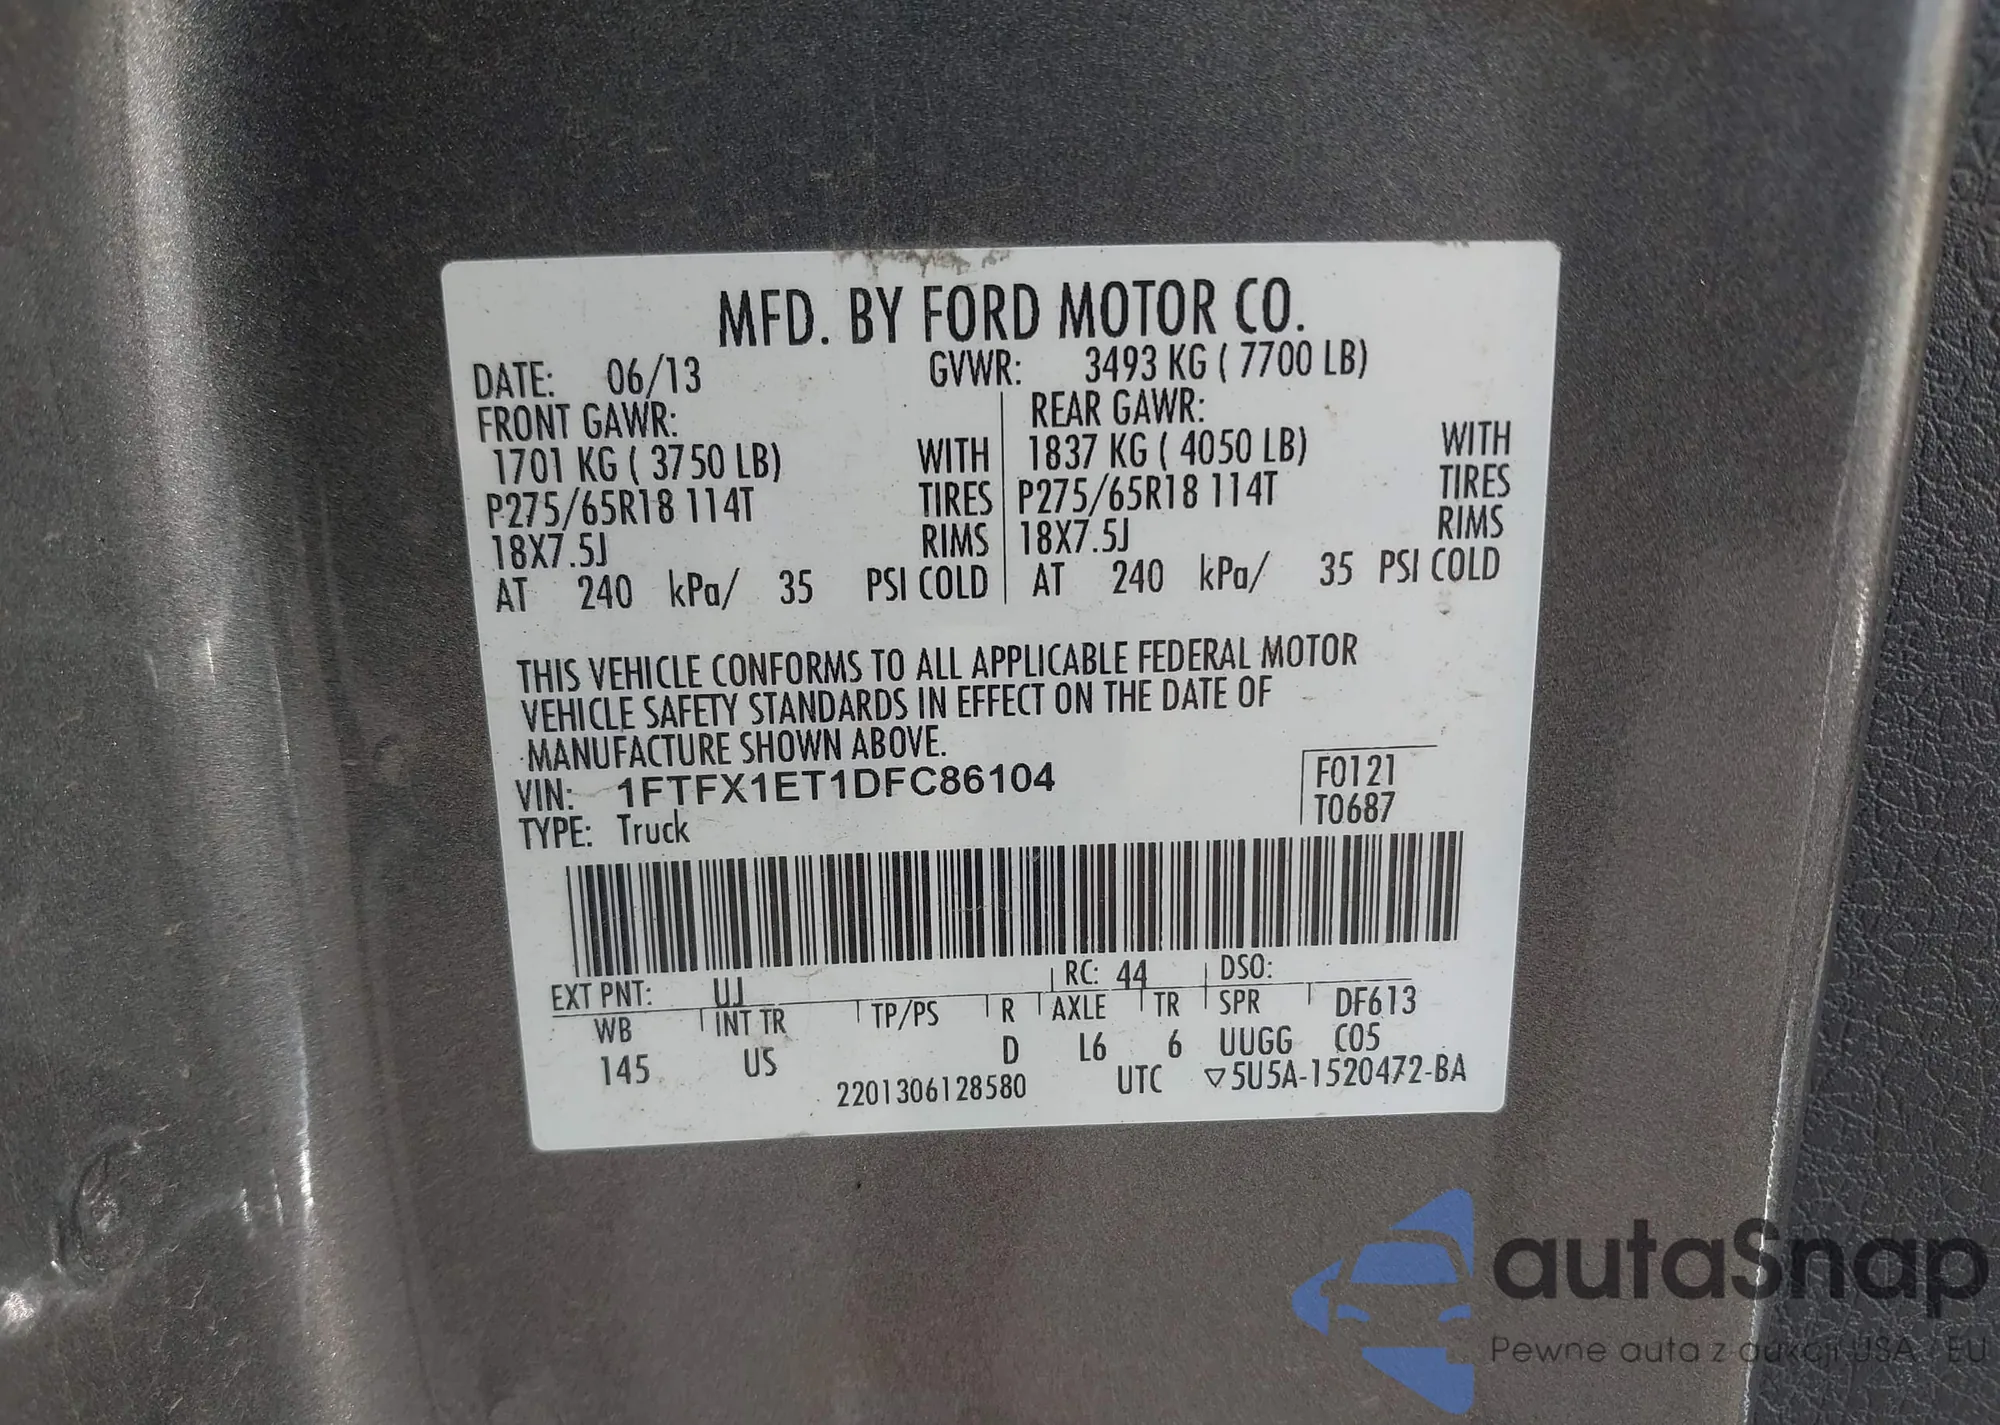 MFD. BY FORD MOTOR CO.
DATE: 06/13 GVWR: 3493 KG ( 7700 LB)
FRONT GAWR: REAR GAWR:
1701 KG ( 3750 LB) WITH 1837 KG ( 4050 LB) WITH
P275/65R18 114T TIRES P275/65R18 114T TIRES
18X7.5J RIMS 18X7.5J RIMS
AT 240 kPa/ 35 PSI COLD AT 240 kPa/ 35 PSI COLD
THIS VEHICLE CONFORMS TO ALL APPLICABLE FEDERAL MOTOR
VEHICLE SAFETY STANDARDS IN EFFECT ON THE DATE OF
MANUFACTURE SHOWN ABOVE.
VIN: 1FTFX1ET1DFC86104 F0121
TYPE: Truck T0687
EXT PNT: UJ RC: 44 DSO:
WB INT TR TP/PS R AXLE TR SPR DF613
145 US D L6 6 UUGG C05
2201306128580 UTC ▽5U5A-1520472-BA
autaSnap
Pewne auta z aukcji USA / EU